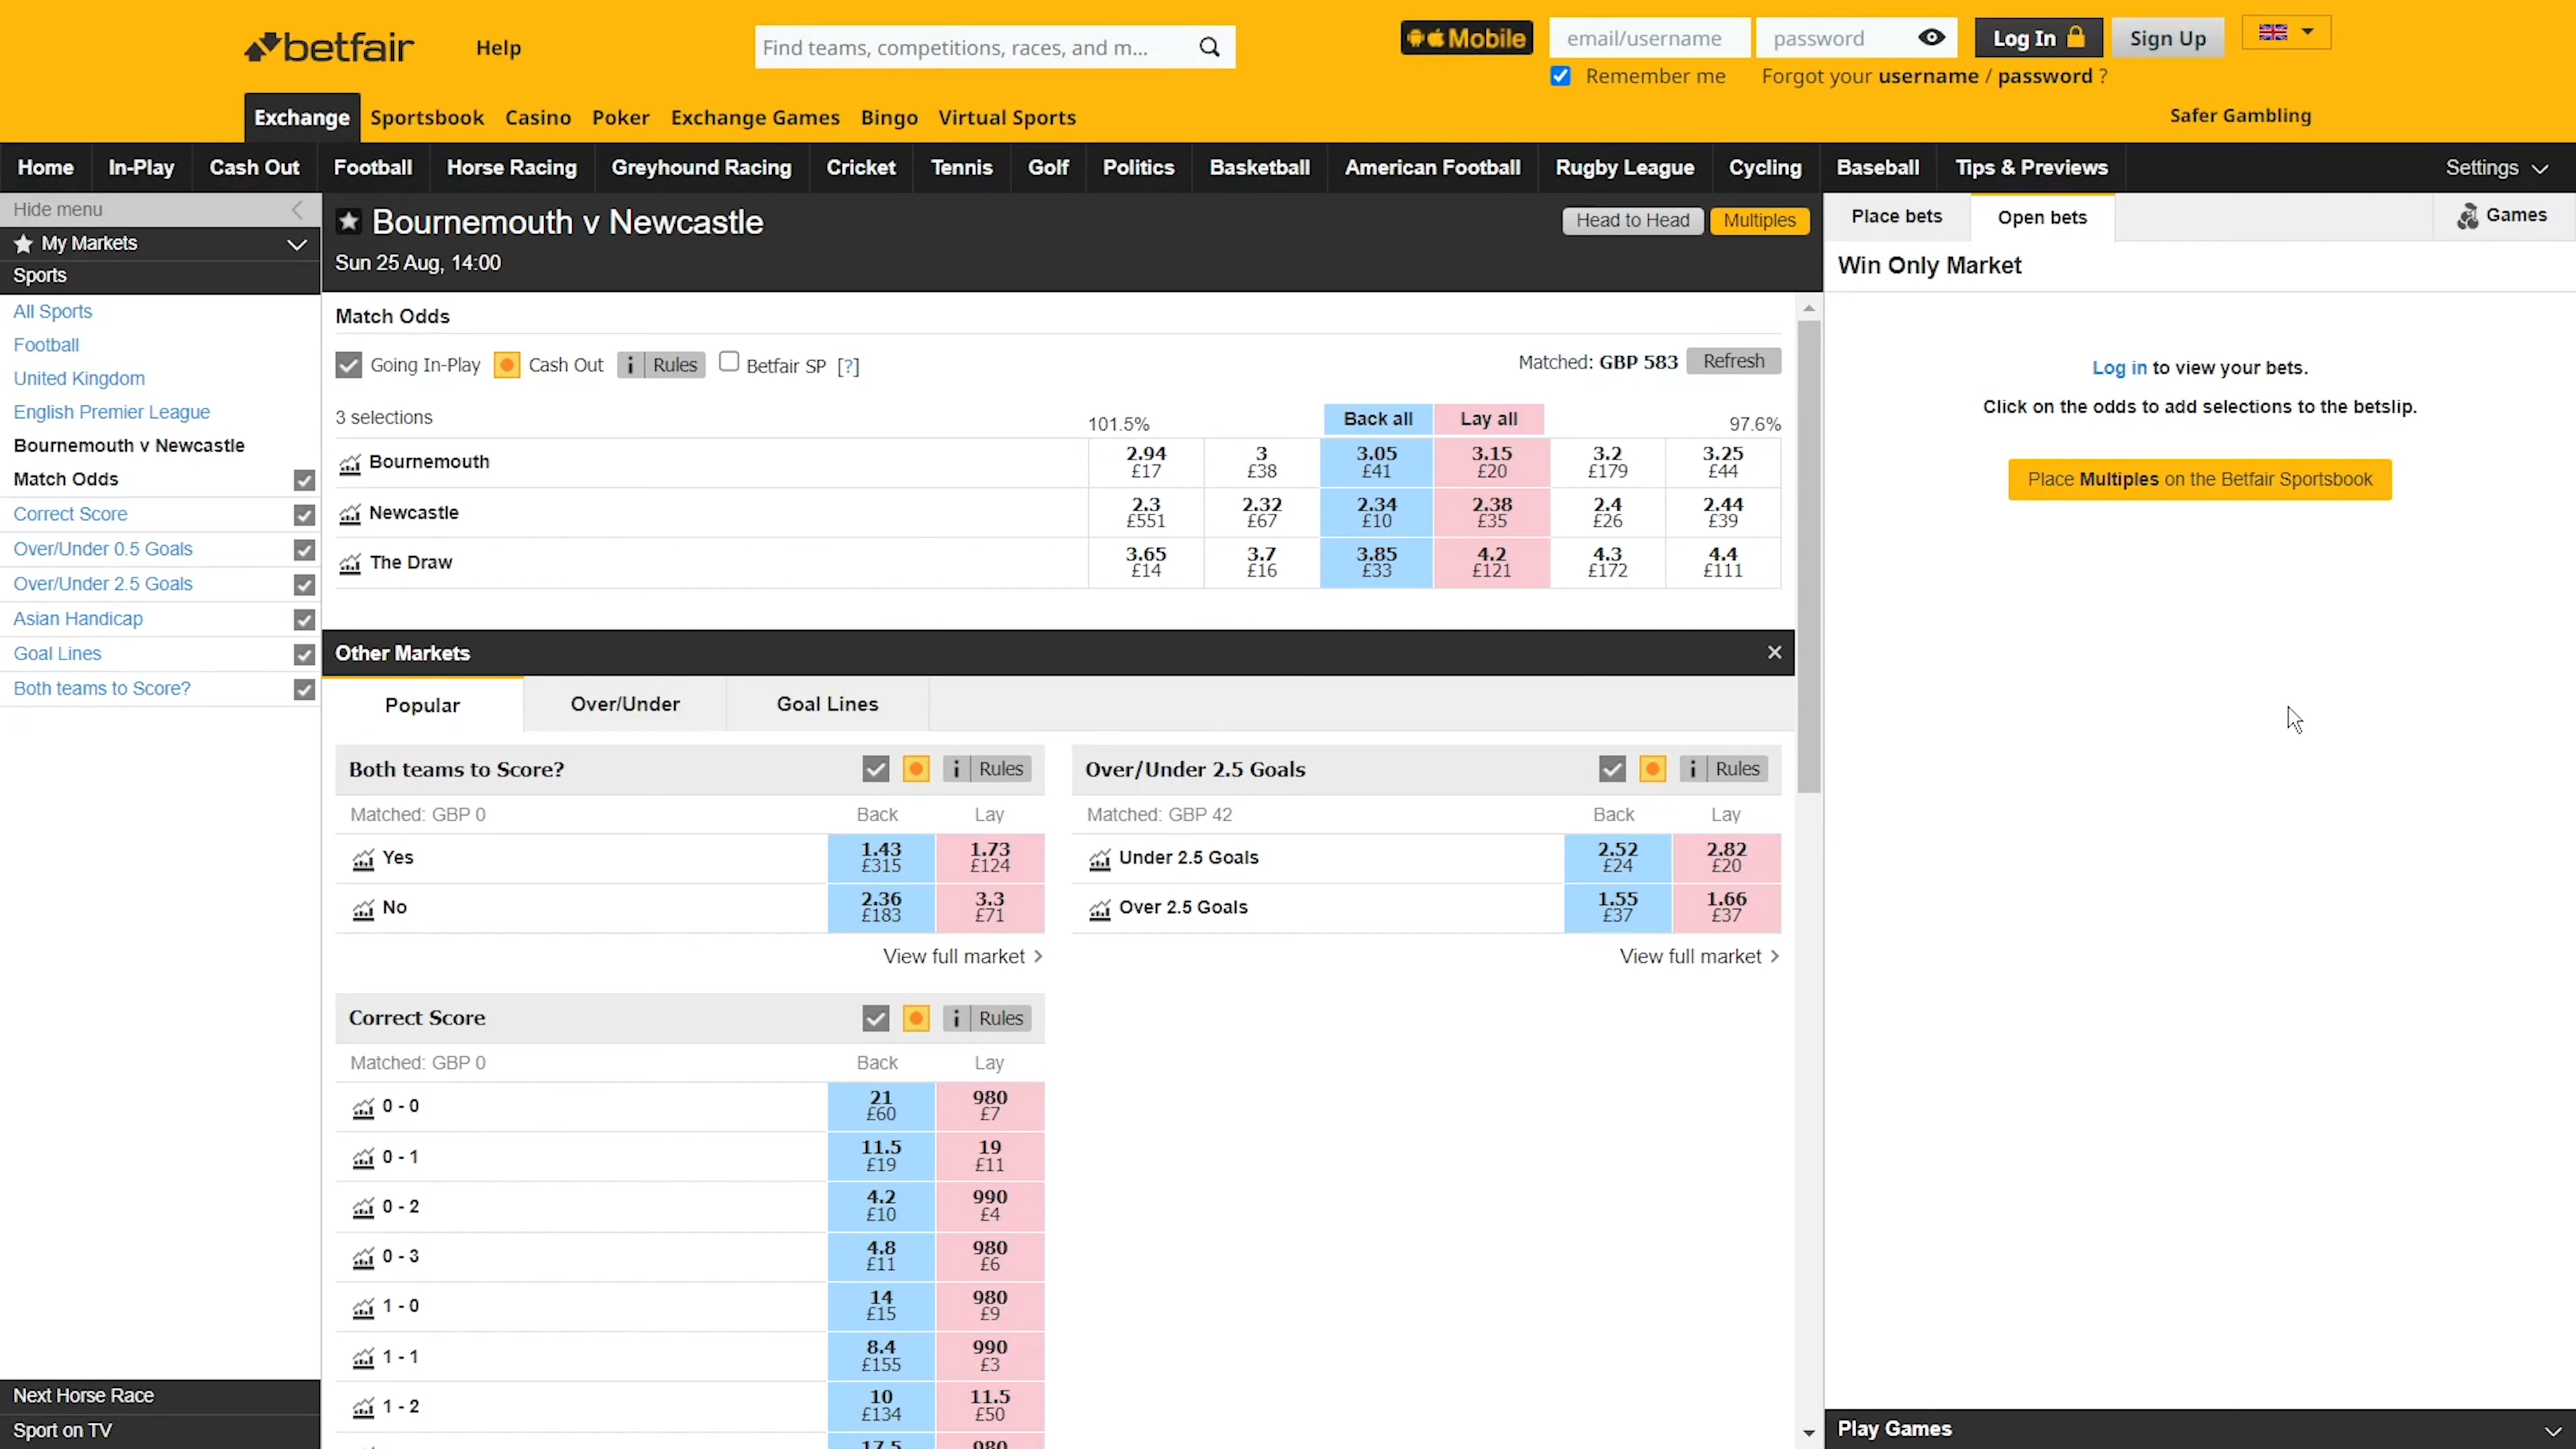 betfair
Help
Find teams, competitions, races, and m...
Mobile
email/username
password
Log In
Sign Up
Remember me
Forgot your username / password ?
Exchange
Sportsbook
Casino
Poker
Exchange Games
Bingo
Virtual Sports
Safer Gambling
Home
In-Play
Cash Out
Football
Horse Racing
Greyhound Racing
Cricket
Tennis
Golf
Politics
Basketball
American Football
Rugby League
Cycling
Baseball
Tips & Previews
Settings
Hide menu
My Markets
Sports
All Sports
Football
United Kingdom
English Premier League
Bournemouth v Newcastle
Match Odds
Correct Score
Over/Under 0.5 Goals
Over/Under 2.5 Goals
Asian Handicap
Goal Lines
Both teams to Score?
Next Horse Race
Sport on TV
Bournemouth v Newcastle
Head to Head
Multiples
Sun 25 Aug, 14:00
Match Odds
Going In-Play
Cash Out
i Rules
Betfair SP [?]
Matched: GBP 583
Refresh
3 selections
101.5%
Back all
Lay all
97.6%
Bournemouth
2.94 3 3.05 3.15 3.2 3.25
£17 £38 £41 £20 £179 £44
Newcastle
2.3 2.32 2.34 2.38 2.4 2.44
£551 £67 £10 £35 £26 £39
The Draw
3.65 3.7 3.85 4.2 4.3 4.4
£14 £16 £33 £121 £172 £111
Other Markets
Popular
Over/Under
Goal Lines
Both teams to Score?
i Rules
Matched: GBP 0
Back
Lay
Yes
1.43 1.73
£315 £124
No
2.36 3.3
£183 £71
View full market
Over/Under 2.5 Goals
i Rules
Matched: GBP 42
Back
Lay
Under 2.5 Goals
2.52 2.82
£24 £20
Over 2.5 Goals
1.55 1.66
£37 £37
View full market
Correct Score
i Rules
Matched: GBP 0
Back
Lay
0 - 0
21 980
£60 £7
0 - 1
11.5 19
£19 £11
0 - 2
4.2 990
£10 £4
0 - 3
4.8 980
£11 £6
1 - 0
14 980
£15 £9
1 - 1
8.4 990
£155 £3
1 - 2
10 11.5
£134 £50
17.5 980
Place bets
Open bets
Games
Win Only Market
Log in to view your bets.
Click on the odds to add selections to the betslip.
Place Multiples on the Betfair Sportsbook
Play Games